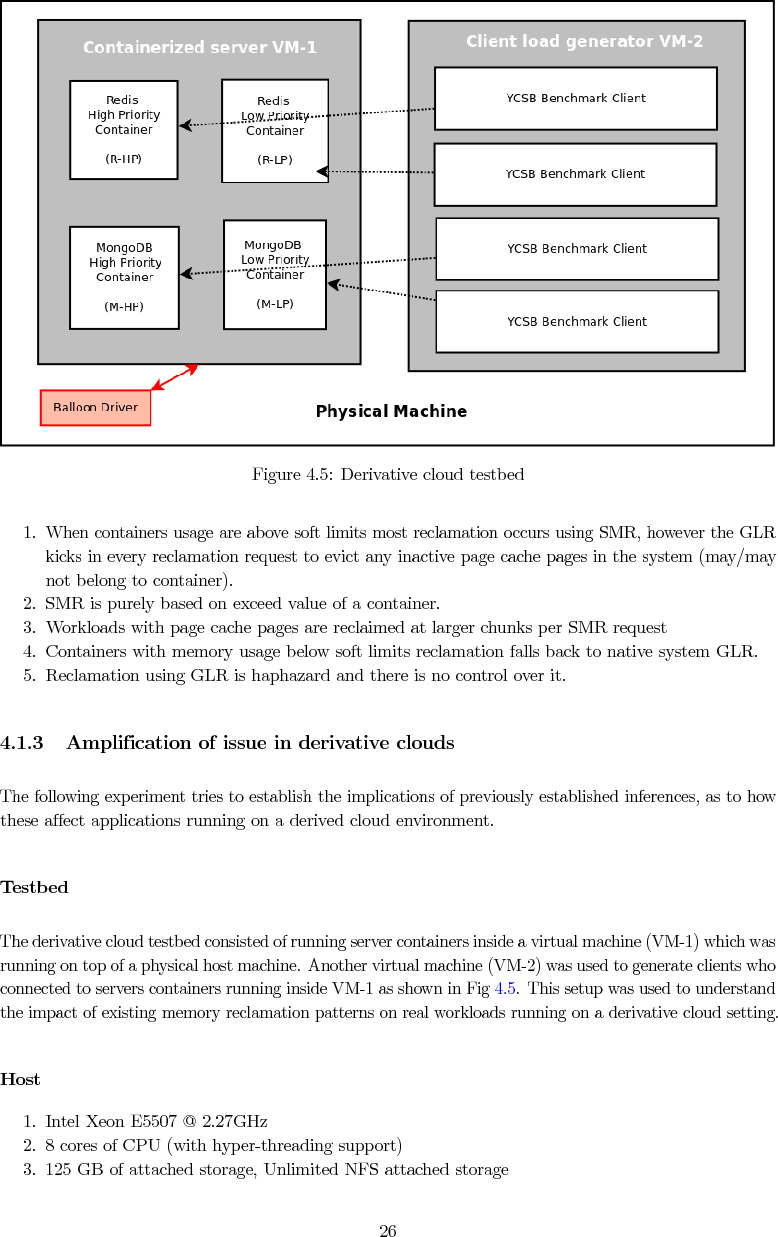 Containerized server VM-1
Client load generator VM-2
Redis
High Priority
Container
(R-HP)
Redis
Low Priority
Container
(R-LP)
YCSB Benchmark Client
YCSB Benchmark Client
MongoDB
High Priority
Container
(M-HP)
MongoDB
Low Priority
Container
(M-LP)
YCSB Benchmark Client
YCSB Benchmark Client
Balloon Driver
Physical Machine
Figure 4.5: Derivative cloud testbed
1. When containers usage are above soft limits most reclamation occurs using SMR, however the GLR
kicks in every reclamation request to evict any inactive page cache pages in the system (may/may
not belong to container).
2. SMR is purely based on exceed value of a container.
3. Workloads with page cache pages are reclaimed at larger chunks per SMR request
4. Containers with memory usage below soft limits reclamation falls back to native system GLR.
5. Reclamation using GLR is haphazard and there is no control over it.
4.1.3 Amplification of issue in derivative clouds
The following experiment tries to establish the implications of previously established inferences, as to how
these affect applications running on a derived cloud environment.
Testbed
The derivative cloud testbed consisted of running server containers inside a virtual machine (VM-1) which was
running on top of a physical host machine. Another virtual machine (VM-2) was used to generate clients who
connected to servers containers running inside VM-1 as shown in Fig 4.5. This setup was used to understand
the impact of existing memory reclamation patterns on real workloads running on a derivative cloud setting.
Host
1. Intel Xeon E5507 @ 2.27GHz
2. 8 cores of CPU (with hyper-threading support)
3. 125 GB of attached storage, Unlimited NFS attached storage
26